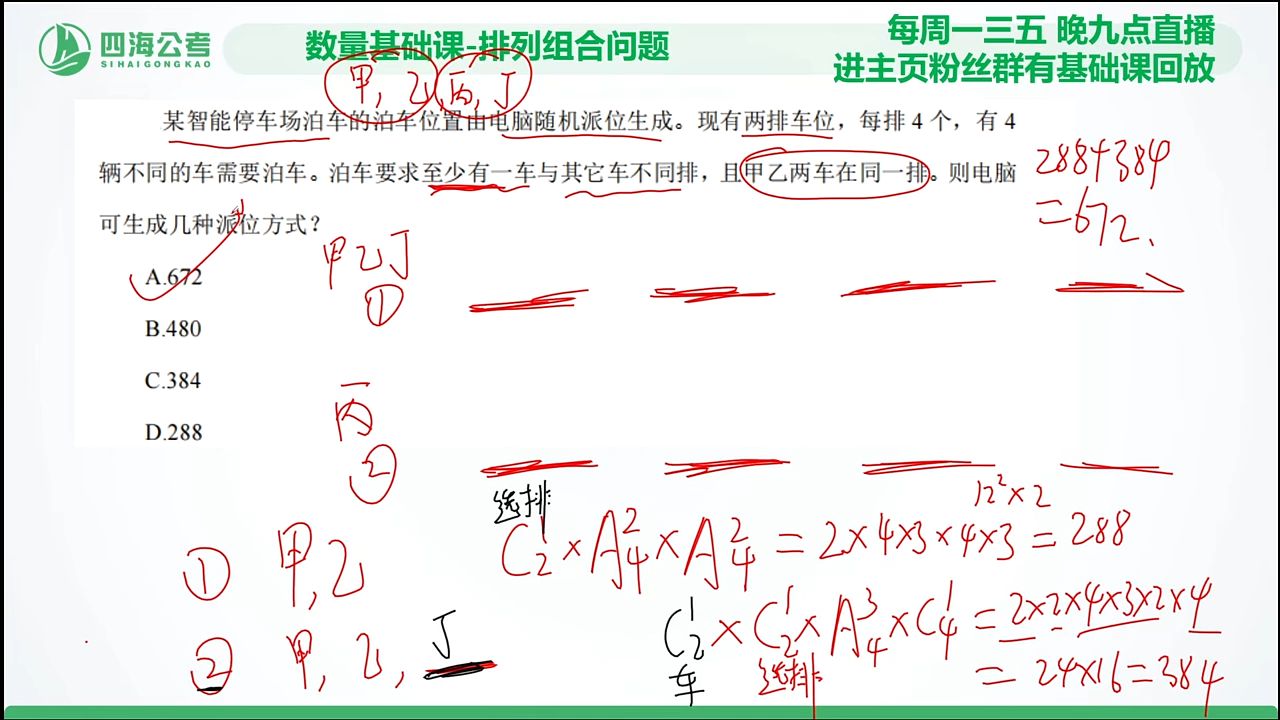 四海公考
SIHAIGONGKAO
数量基础课-排列组合问题
每周一三五 晚九点直播
进主页粉丝群有基础课回放
甲,乙,丙,丁
某智能停车场泊车的泊车位置由电脑随机派位生成。现有两排车位，每排 4 个，有 4
辆不同的车需要泊车。泊车要求至少有一车与其它车不同排，且甲乙两车在同一排。则电脑
可生成几种派位方式？
288+384
=672.
A.672
B.480
C.384
D.288
甲乙丁
①
丙
②
选排
12²×2
① 甲,乙
C₂¹×A₄²×A₄²=2×4×3×4×3=288
② 甲,乙,丁
C₂¹×C₂¹×A₄³×C₄¹=2×2×4×3×2×4
车 选排
=24×16=384